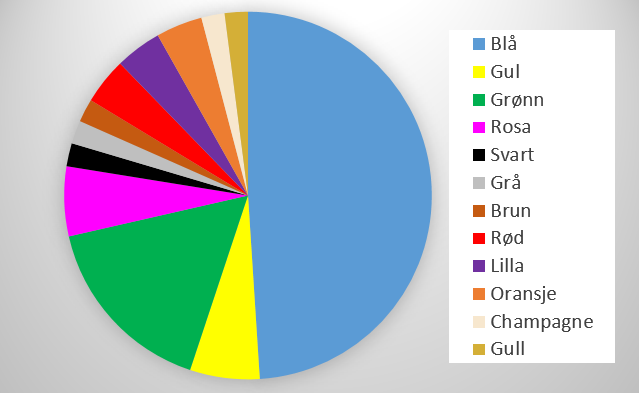 Blå
Gul
Grønn
Rosa
Svart
Grå
Brun
Rød
Lilla
Oransje
Champagne
Gull